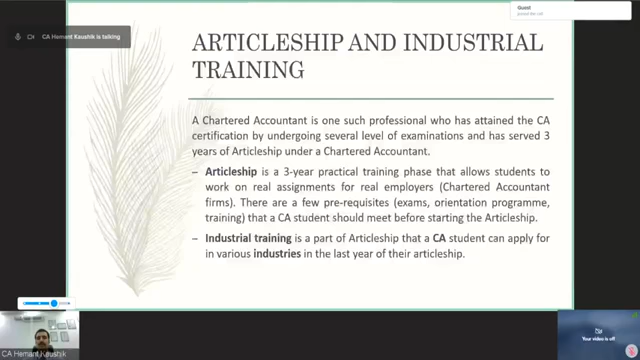 Guest
CA Hemant Kaushik is talking
ARTICLESHIP AND INDUSTRIAL
TRAINING
A Chartered Accountant is one such professional who has attained the CA
certification by undergoing several level of examinations and has served 3
years of Articleship under a Chartered Accountant.
– Articleship is a 3-year practical training phase that allows students to
work on real assignments for real employers (Chartered Accountant
firms). There are a few pre-requisites (exams, orientation programme,
training) that a CA student should meet before starting the Articleship.
– Industrial training is a part of Articleship that a CA student can apply for
in various industries in the last year of their articleship.
CA Hemant Kaushik
Your video is off